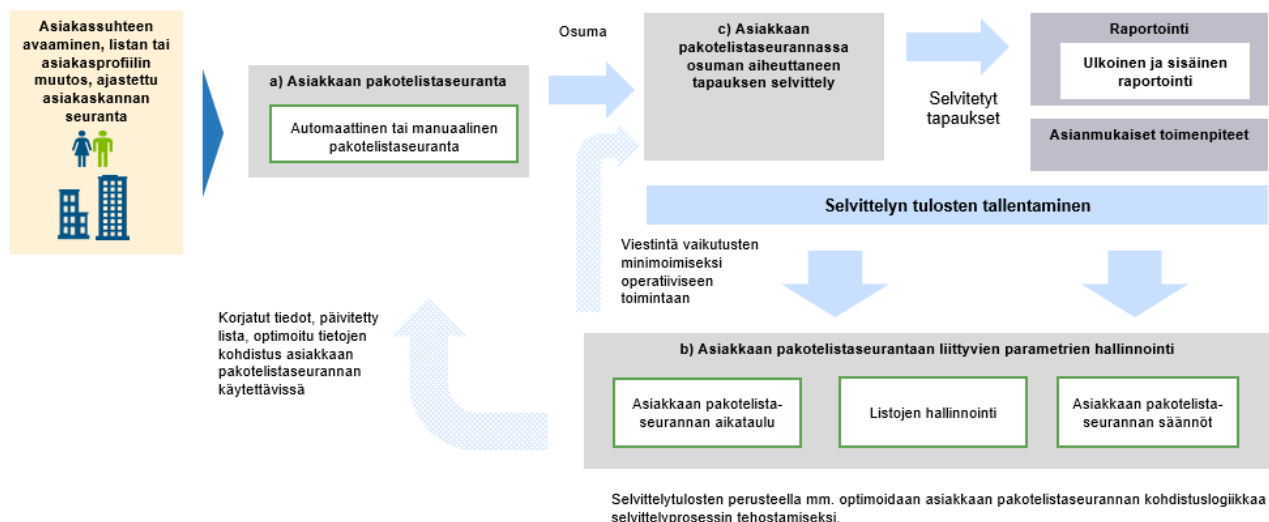 Asiakassuhteen
avaaminen, listan tai
asiakasprofiilin
muutos, ajastettu
asiakaskannan
seuranta
a) Asiakkaan pakotelistaseuranta
Automaattinen tai manuaalinen
pakotelistaseuranta
Osuma
c) Asiakkaan
pakotelistaseurannassa
osuman aiheuttaneen
tapauksen selvittely
Selvitetyt
tapaukset
Raportointi
Ulkoinen ja sisäinen
raportointi
Asianmukaiset toimenpiteet
Selvittelyn tulosten tallentaminen
Viestintä vaikutusten
minimoimiseksi
operatiiviseen
toimintaan
Korjatut tiedot, päivitetty
lista, optimoitu tietojen
kohdistus asiakkaan
pakotelistaseurannan
käytettävissä
b) Asiakkaan pakotelistaseurantaan liittyvien parametrien hallinnointi
Asiakkaan pakotelista-
seurannan aikataulu
Listojen hallinnointi
Asiakkaan pakotelista-
seurannan säännöt
Selvittelytulosten perusteella mm. optimoidaan asiakkaan pakotelistaseurannan kohdistuslogiikkaa
selvittelyprosessin tehostamiseksi.